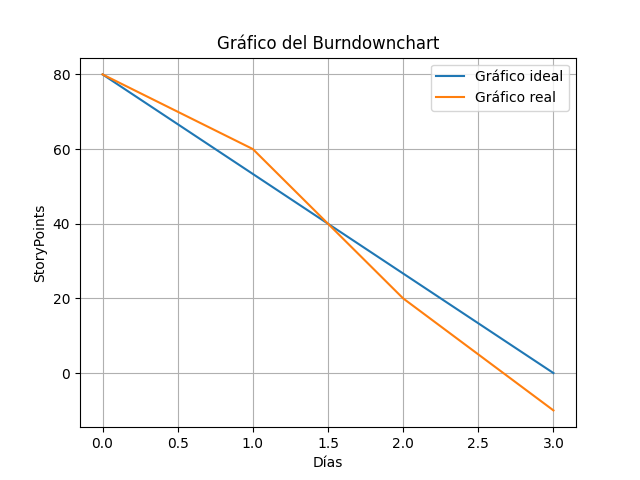 Gráfico del Burndownchart
Gráfico ideal
Gráfico real
StoryPoints
80
60
40
20
0
0.0 0.5 1.0 1.5 2.0 2.5 3.0
Días